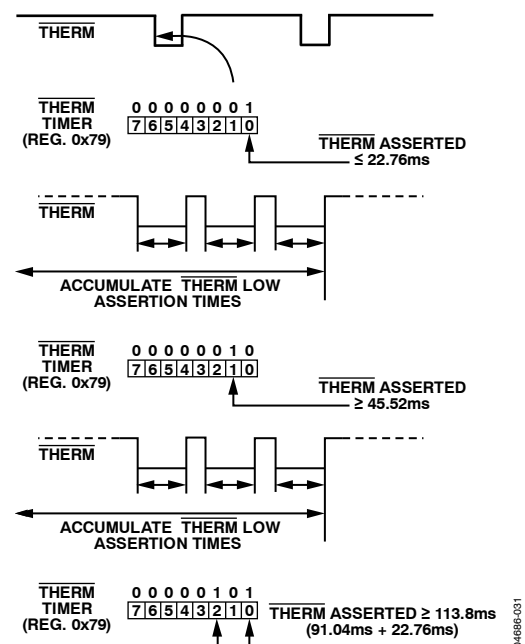 THERM
THERM
TIMER
(REG. 0x79)
0 0 0 0 0 0 0 1
7 6 5 4 3 2 1 0
THERM ASSERTED
≤ 22.76ms
THERM
ACCUMULATE THERM LOW
ASSERTION TIMES
THERM
TIMER
(REG. 0x79)
0 0 0 0 0 0 1 0
7 6 5 4 3 2 1 0
THERM ASSERTED
≥ 45.52ms
THERM
ACCUMULATE THERM LOW
ASSERTION TIMES
THERM
TIMER
(REG. 0x79)
0 0 0 0 0 1 0 1
7 6 5 4 3 2 1 0
THERM ASSERTED ≥ 113.8ms
(91.04ms + 22.76ms)
04686-031